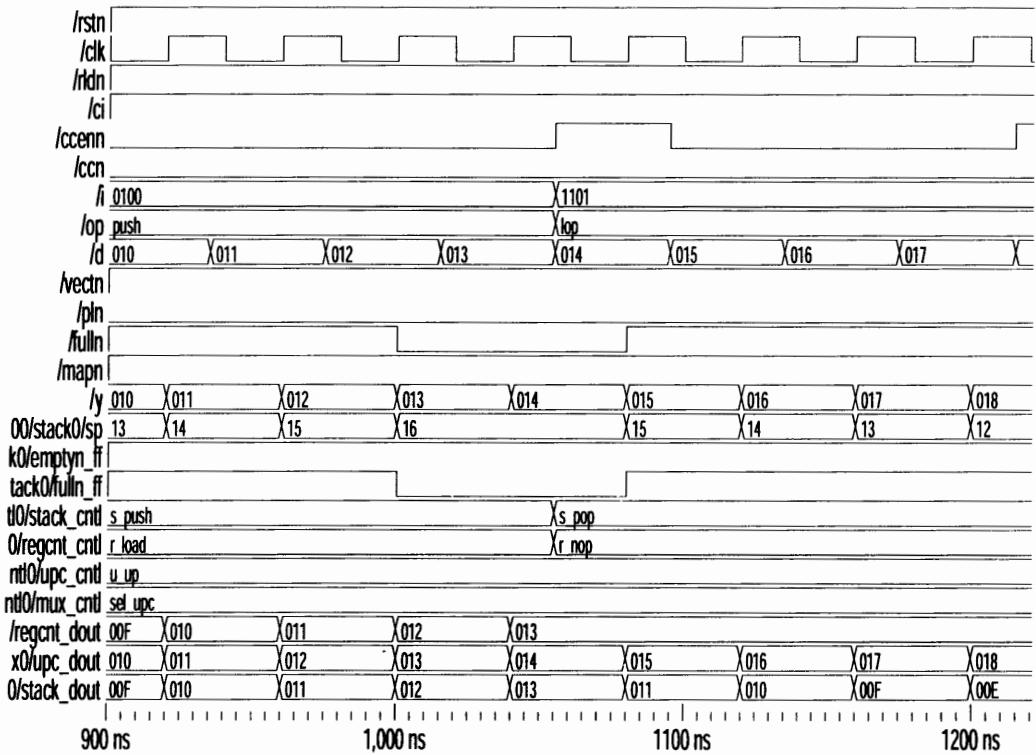 /rstn
/clk
/rldn
/ci
/ccenn
/ccn
/i 0100 1101
/op push lop
/d 010 011 012 013 014 015 016 017
/vectn
/pln
/fulln
/mapn
/y 010 011 012 013 014 015 016 017 018
00/stack0/sp 13 14 15 16 15 14 13 12
k0/emptyn_ff
tack0/fulln_ff
tl0/stack_cntl s_push s_pop
0/regcnt_cntl r_load r_nop
ntl0/upc_cntl u_up
ntl0/mux_cntl sel_upc
/regcnt_dout 00F 010 011 012 013
x0/upc_dout 010 011 012 013 014 015 016 017 018
0/stack_dout 00F 010 011 012 013 011 010 00F 00E
900 ns 1,000 ns 1100 ns 1200 ns